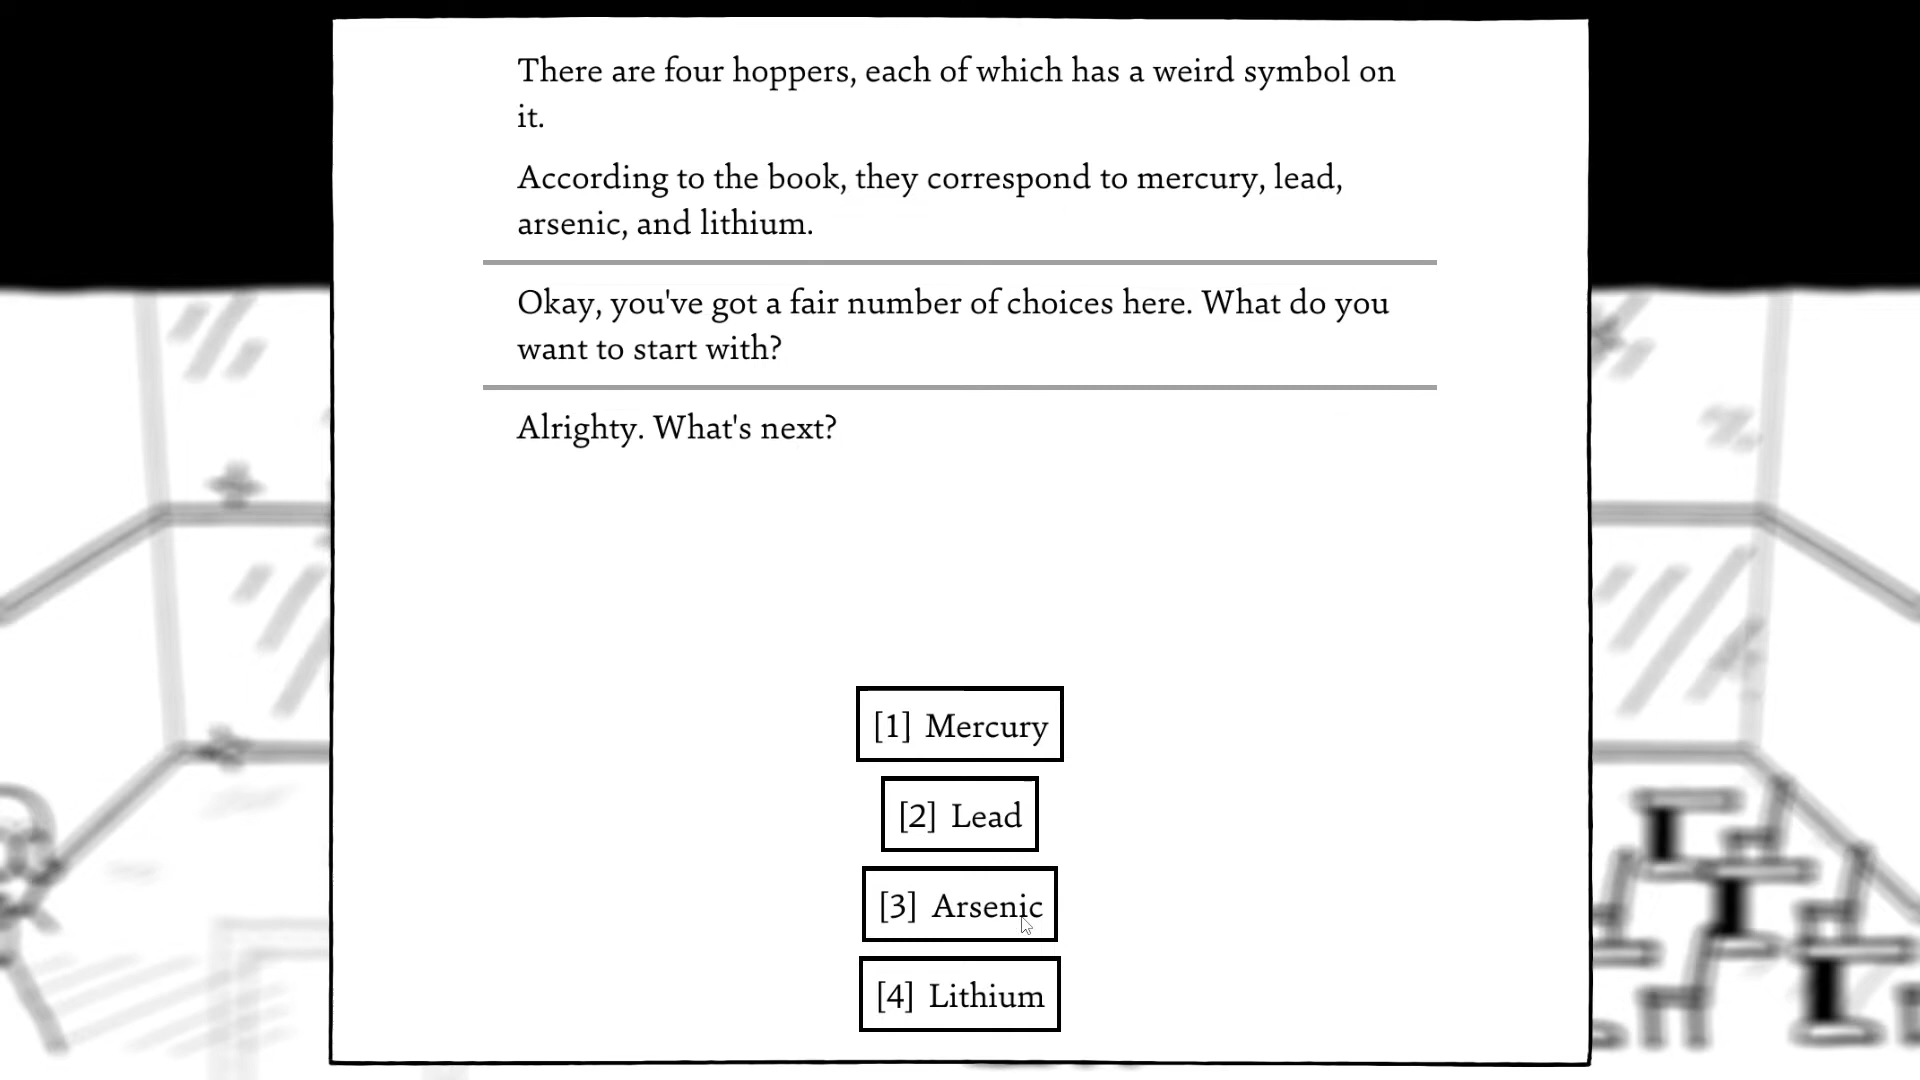 There are four hoppers, each of which has a weird symbol on
it.
According to the book, they correspond to mercury, lead,
arsenic, and lithium.
Okay, you've got a fair number of choices here. What do you
want to start with?
Alrighty. What's next?
[1] Mercury
[2] Lead
[3] Arsenic
[4] Lithium